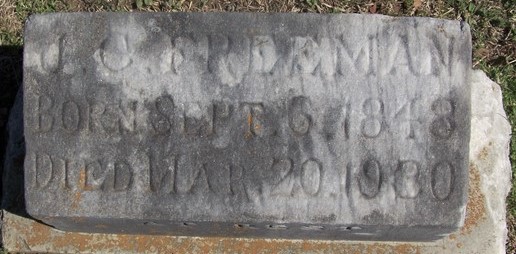 J. C. FREEMAN
BORN SEPT. 6. 1848
DIED MAR. 20. 1930